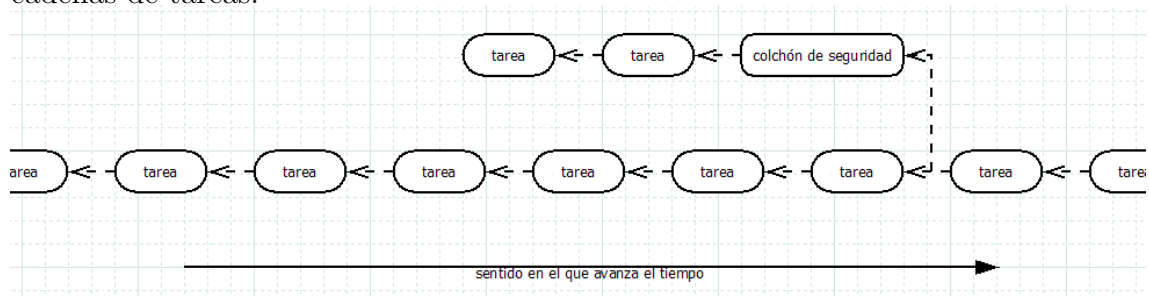 cadenas de tareas.
tarea tarea colchón de seguridad
area tarea tarea tarea tarea tarea tarea tarea tarea
sentido en el que avanza el tiempo